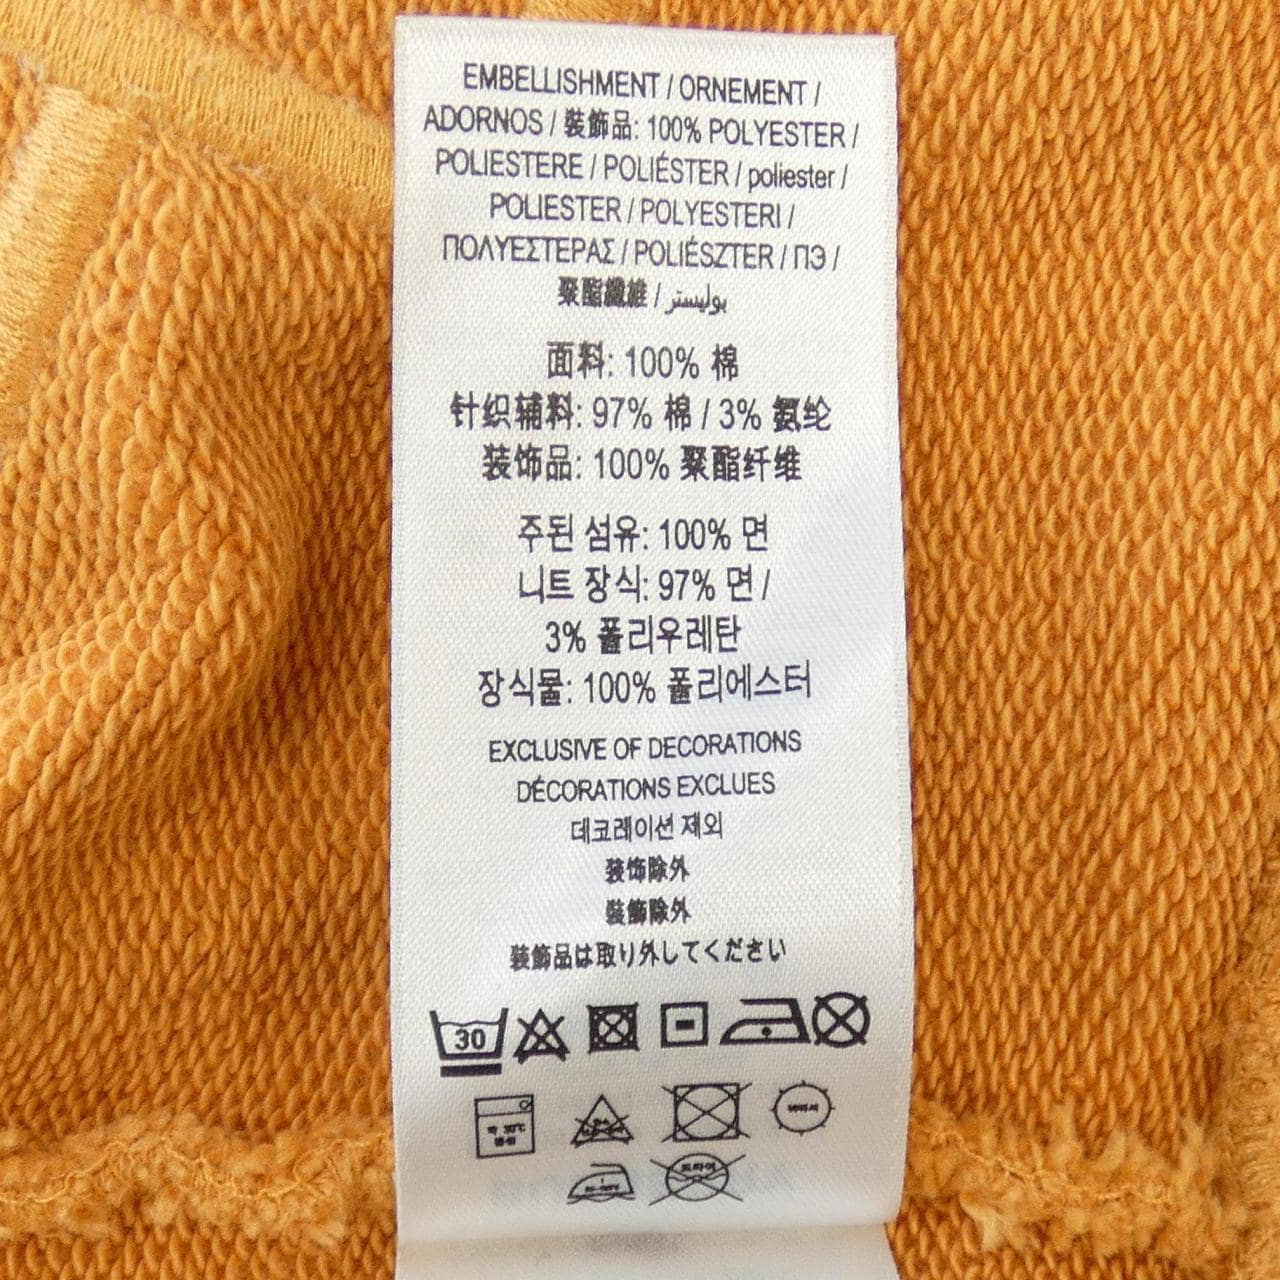 EMBELLISHMENT / ORNEMENT /
ADORNOS / 裝飾品: 100% POLYESTER /
POLIESTERE / POLIÉSTER / poliester /
POLIESTER / POLYESTERI /
ΠΟΛΥΕΣΤΕΡΑΣ / POLIÉSZTER / ПЭ /
聚酯纖維 / بوليستر
面料: 100% 棉
针织辅料: 97% 棉 / 3% 氨纶
装饰品: 100% 聚酯纤维
주된 섬유: 100% 면
니트 장식: 97% 면 /
3% 폴리우레탄
장식물: 100% 폴리에스터
EXCLUSIVE OF DECORATIONS
DÉCORATIONS EXCLUES
데코레이션 제외
装饰除外
裝飾除外
装飾品は取り外してください
30
약 30℃
드라이